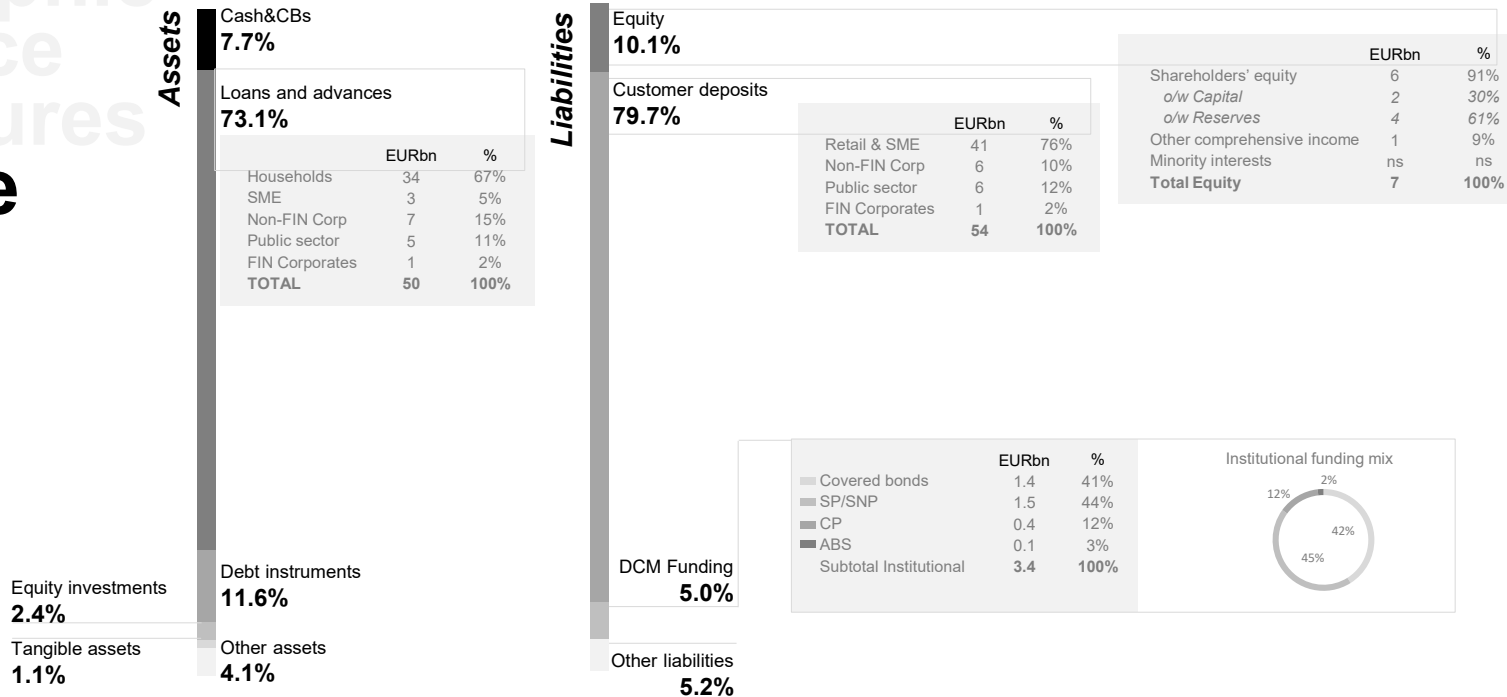 phic
ce
ures
e
Assets
Cash&CBs
7.7%
Loans and advances
73.1%
EURbn %
Households 34 67%
SME 3 5%
Non-FIN Corp 7 15%
Public sector 5 11%
FIN Corporates 1 2%
TOTAL 50 100%
Debt instruments
11.6%
Equity investments
2.4%
Tangible assets
1.1%
Other assets
4.1%
Liabilities
Equity
10.1%
EURbn %
Shareholders' equity 6 91%
o/w Capital 2 30%
o/w Reserves 4 61%
Other comprehensive income 1 9%
Minority interests ns ns
Total Equity 7 100%
Customer deposits
79.7%
EURbn %
Retail & SME 41 76%
Non-FIN Corp 6 10%
Public sector 6 12%
FIN Corporates 1 2%
TOTAL 54 100%
DCM Funding
5.0%
EURbn %
Covered bonds 1.4 41%
SP/SNP 1.5 44%
CP 0.4 12%
ABS 0.1 3%
Subtotal Institutional 3.4 100%
Institutional funding mix
2%
12%
42%
45%
Other liabilities
5.2%